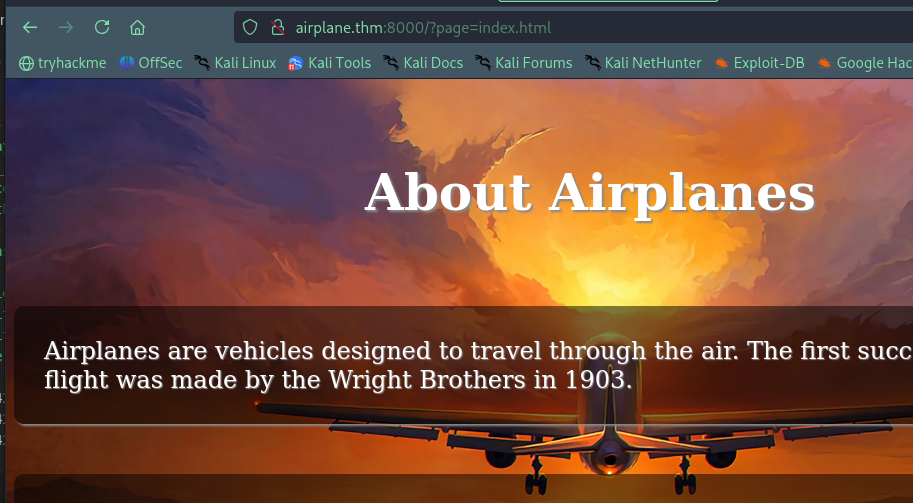 airplane.thm:8000/?page=index.html
tryhackme OffSec Kali Linux Kali Tools Kali Docs Kali Forums Kali NetHunter Exploit-DB Google Hac
About Airplanes
Airplanes are vehicles designed to travel through the air. The first succ
flight was made by the Wright Brothers in 1903.